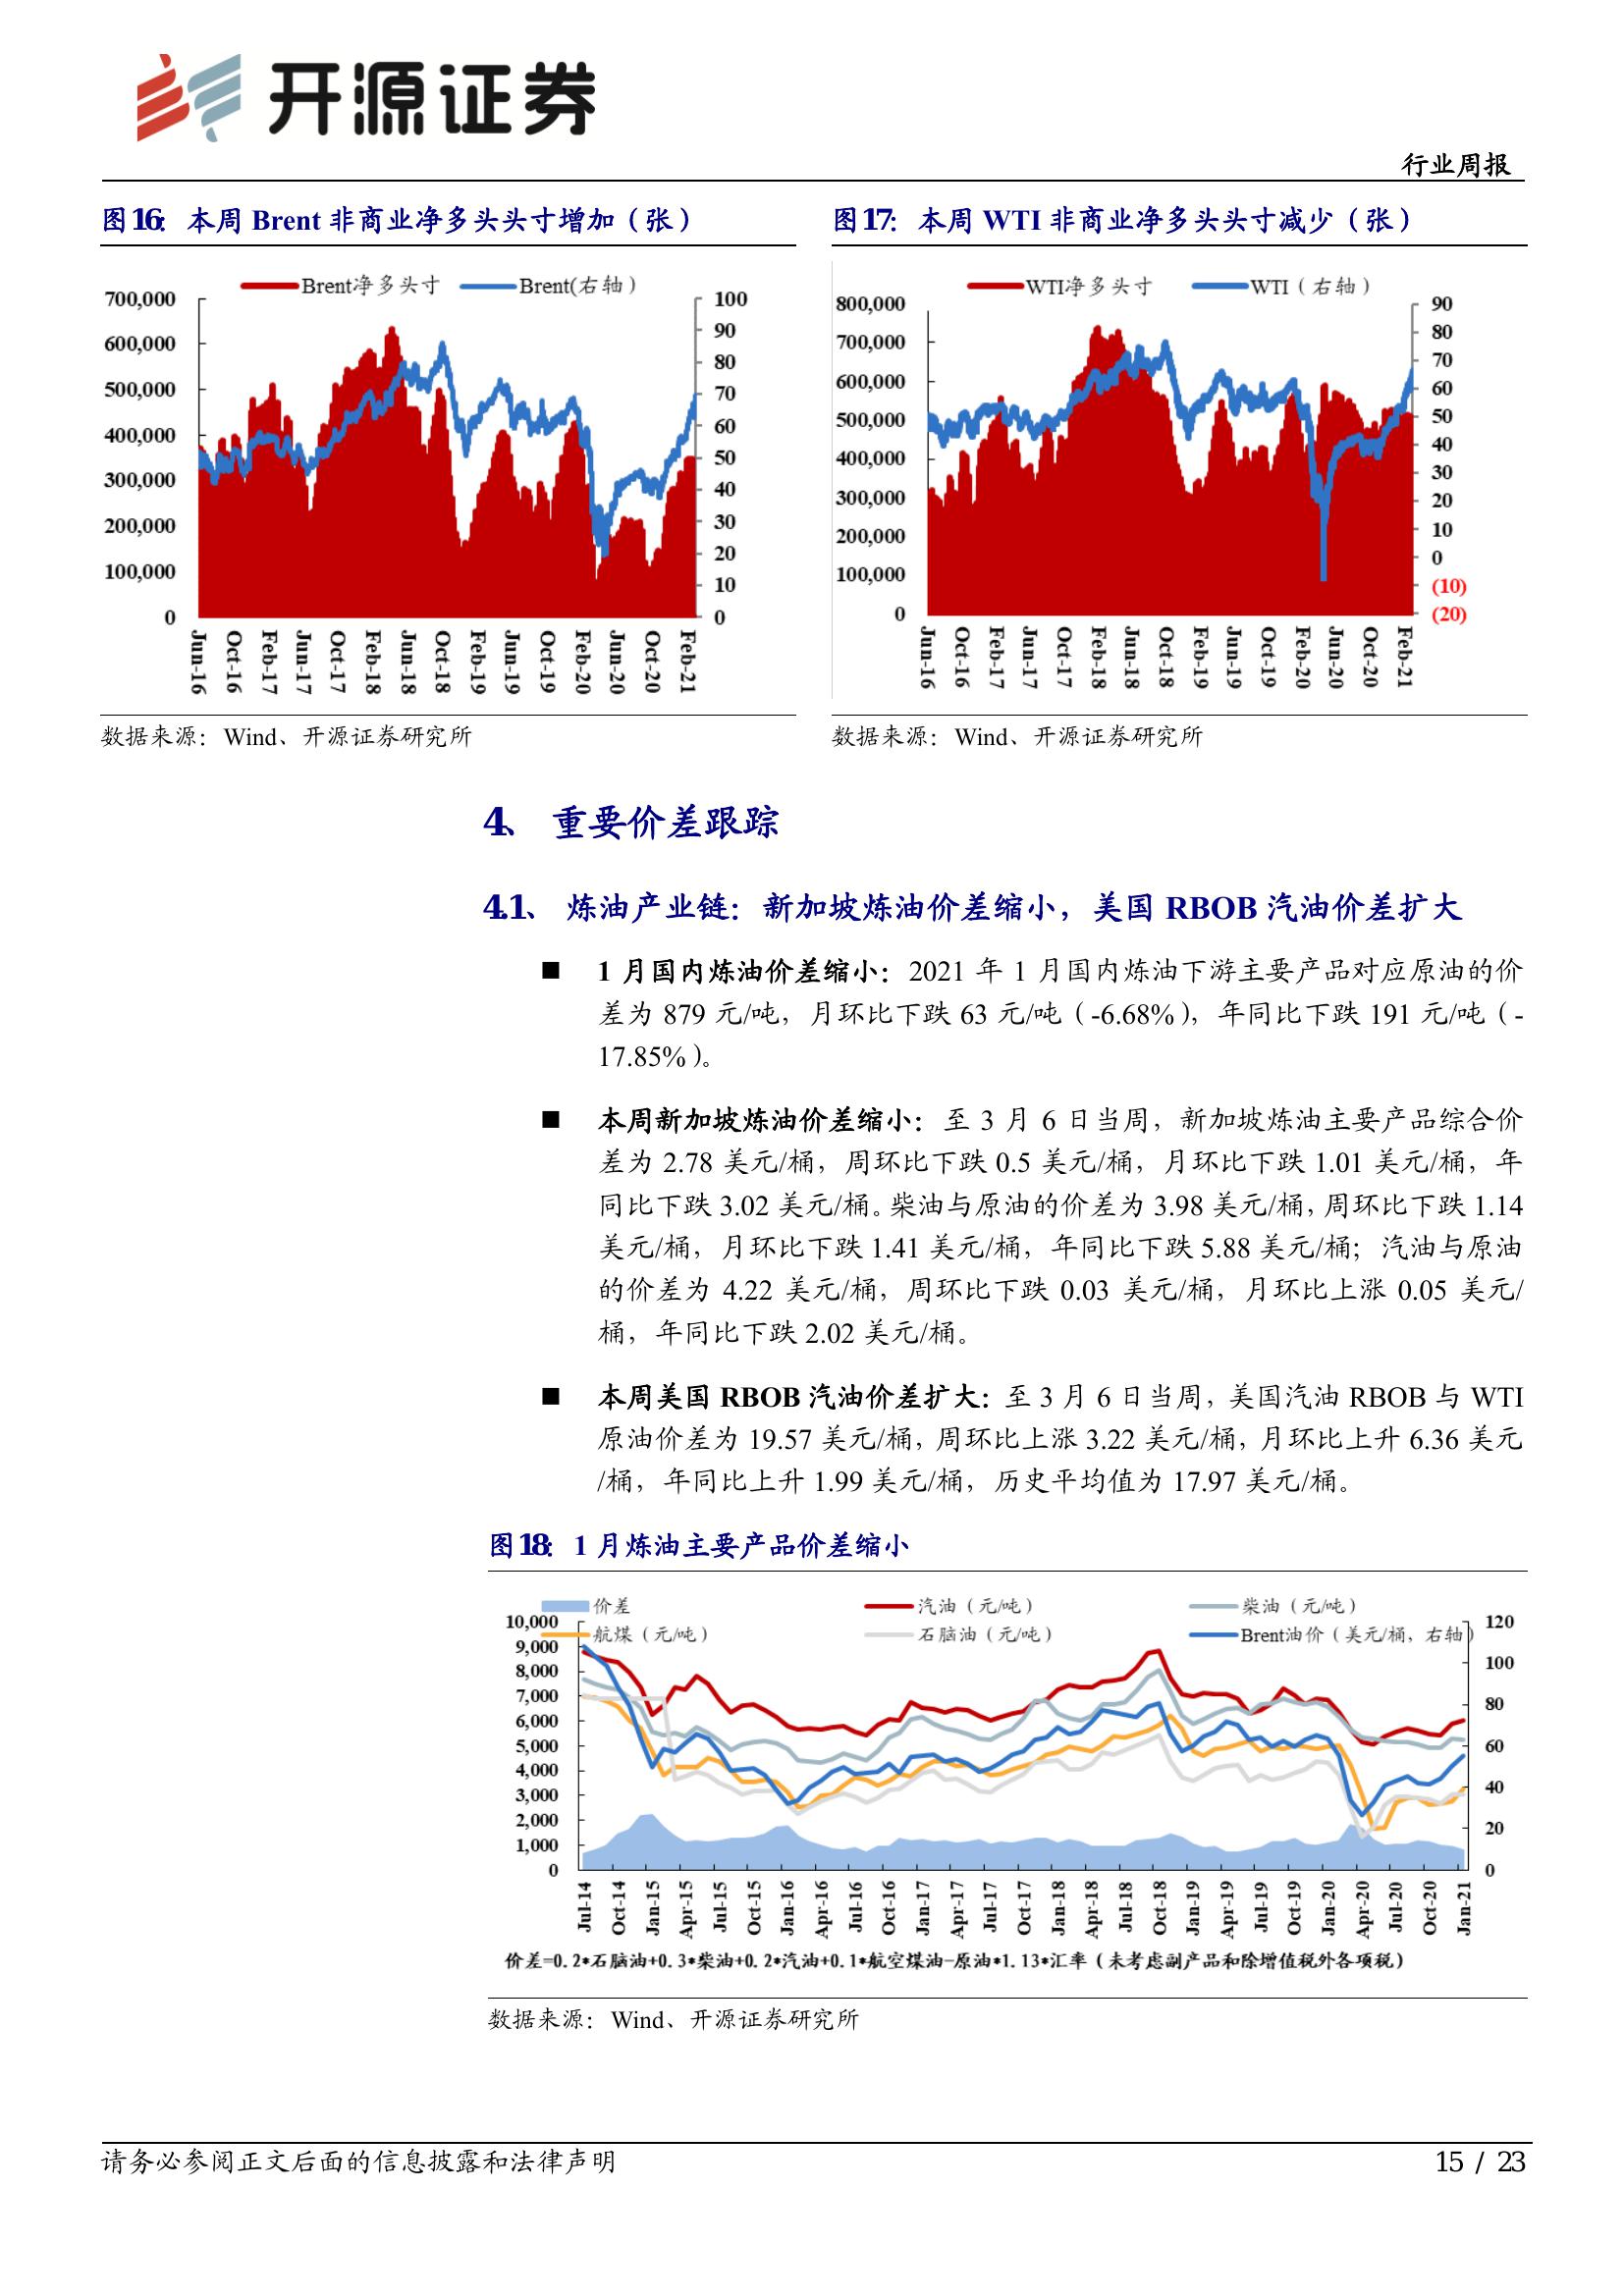 开源证券
行业周报
图16： 本周 Brent 非商业净多头头寸增加（张）
Brent净多头寸 Brent(右轴）
700,000
600,000
500,000
400,000
300,000
200,000
100,000
0
100
90
80
70
60
50
40
30
20
10
0
Jun-16 Oct-16 Feb-17 Jun-17 Oct-17 Feb-18 Jun-18 Oct-18 Feb-19 Jun-19 Oct-19 Feb-20 Jun-20 Oct-20 Feb-21
数据来源：Wind、开源证券研究所
图17： 本周 WTI 非商业净多头头寸减少（张）
WTI净多头寸 WTI（右轴）
800,000
700,000
600,000
500,000
400,000
300,000
200,000
100,000
0
90
80
70
60
50
40
30
20
10
0
(10)
(20)
Jun-16 Oct-16 Feb-17 Jun-17 Oct-17 Feb-18 Jun-18 Oct-18 Feb-19 Jun-19 Oct-19 Feb-20 Jun-20 Oct-20 Feb-21
数据来源：Wind、开源证券研究所
4、 重要价差跟踪
4.1、 炼油产业链：新加坡炼油价差缩小，美国 RBOB 汽油价差扩大
■ 1 月国内炼油价差缩小：2021 年 1 月国内炼油下游主要产品对应原油的价
差为 879 元/吨，月环比下跌 63 元/吨（-6.68%），年同比下跌 191 元/吨（-
17.85%）。
■ 本周新加坡炼油价差缩小：至 3 月 6 日当周，新加坡炼油主要产品综合价
差为 2.78 美元/桶，周环比下跌 0.5 美元/桶，月环比下跌 1.01 美元/桶，年
同比下跌 3.02 美元/桶。柴油与原油的价差为 3.98 美元/桶，周环比下跌 1.14
美元/桶，月环比下跌 1.41 美元/桶，年同比下跌 5.88 美元/桶；汽油与原油
的价差为 4.22 美元/桶，周环比下跌 0.03 美元/桶，月环比上涨 0.05 美元/
桶，年同比下跌 2.02 美元/桶。
■ 本周美国 RBOB 汽油价差扩大：至 3 月 6 日当周，美国汽油 RBOB 与 WTI
原油价差为 19.57 美元/桶，周环比上涨 3.22 美元/桶，月环比上升 6.36 美元
/桶，年同比上升 1.99 美元/桶，历史平均值为 17.97 美元/桶。
图18： 1 月炼油主要产品价差缩小
价差 汽油（元/吨） 柴油（元/吨）
航煤（元/吨） 石脑油（元/吨） Brent油价（美元/桶，右轴）
10,000
9,000
8,000
7,000
6,000
5,000
4,000
3,000
2,000
1,000
0
120
100
80
60
40
20
0
Jul-14 Oct-14 Jan-15 Apr-15 Jul-15 Oct-15 Jan-16 Apr-16 Jul-16 Oct-16 Jan-17 Apr-17 Jul-17 Oct-17 Jan-18 Apr-18 Jul-18 Oct-18 Jan-19 Apr-19 Jul-19 Oct-19 Jan-20 Apr-20 Jul-20 Oct-20 Jan-21
价差=0.2*石脑油+0.3*柴油+0.2*汽油+0.1*航空煤油-原油*1.13*汇率（未考虑副产品和除增值税外各项税）
数据来源：Wind、开源证券研究所
请务必参阅正文后面的信息披露和法律声明
15 / 23